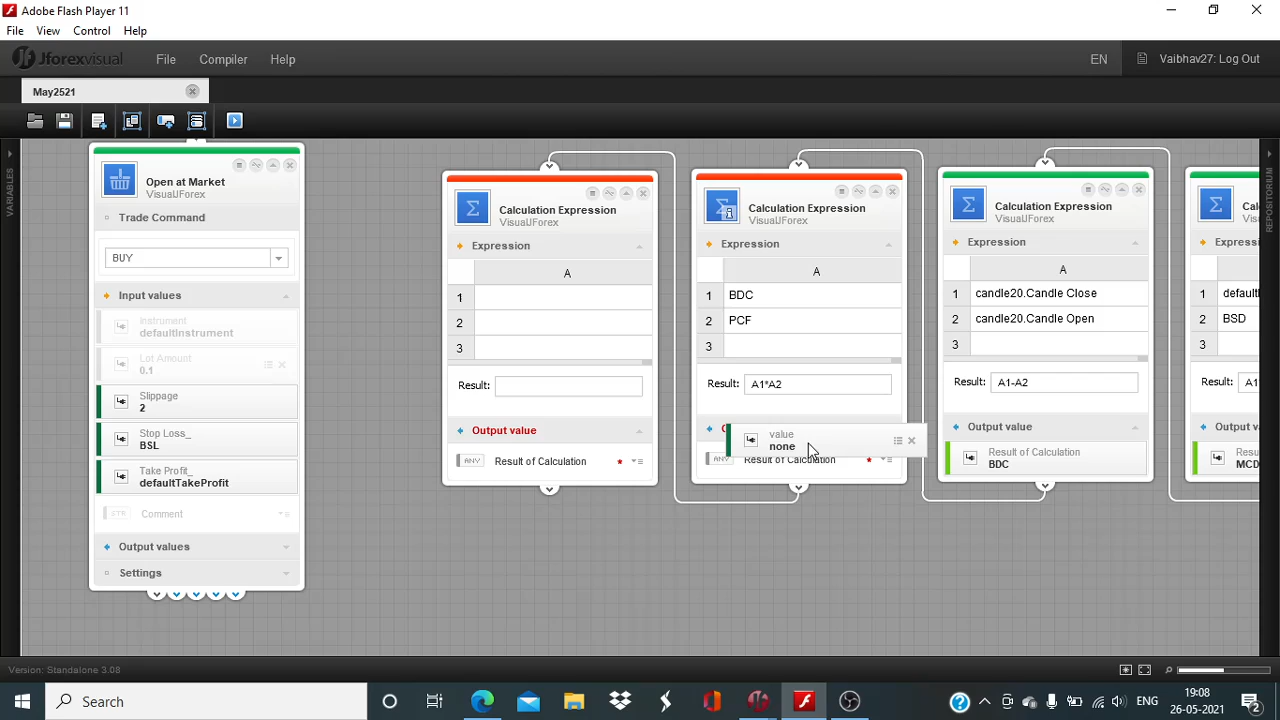 Adobe Flash Player 11
File View Control Help
Jforexvisual File Compiler Help EN Vaibhav27: Log Out
May2521
VARIABLES
REPOSITORIUM
Open at Market
VisualJForex
Trade Command
BUY
Input values
Instrument
defaultInstrument
Lot Amount
0.1
Slippage
2
Stop Loss_
BSL
Take Profit_
defaultTakeProfit
STR Comment
Output values
Settings
Calculation Expression
VisualJForex
Expression
A
1
2
3
Result:
Output value
ANY Result of Calculation *
Calculation Expression
VisualJForex
Expression
A
1 BDC
2 PCF
3
Result: A1*A2
value
none
ANY Result of Calculation *
Calculation Expression
VisualJForex
Expression
A
1 candle20.Candle Close
2 candle20.Candle Open
3
Result: A1-A2
Output value
Result of Calculation
BDC
Cal
VisualJForex
Expressi
1 default
2 BSD
3
Result: A1
Output
Resu
MCD
Version: Standalone 3.08
Search
ENG
19:08
26-05-2021
2